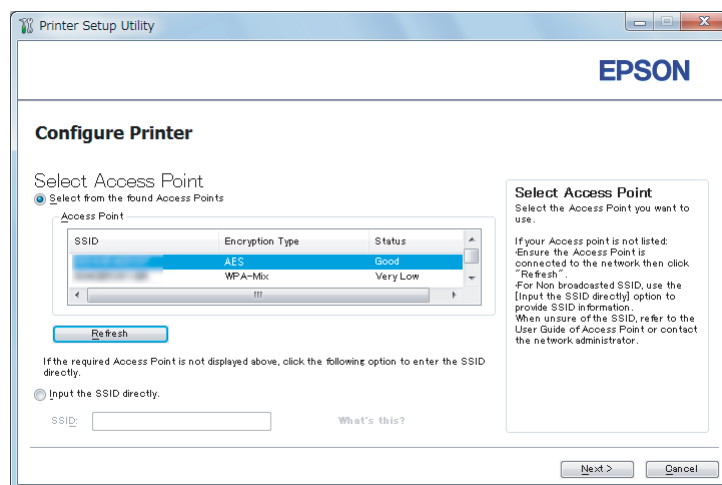 Printer Setup Utility
EPSON
Configure Printer
Select Access Point
Select from the found Access Points
Access Point
SSID Encryption Type Status
AES Good
WPA-Mix Very Low
Refresh
If the required Access Point is not displayed above, click the following option to enter the SSID
directly.
Input the SSID directly.
SSID: What's this?
Select Access Point
Select the Access Point you want to
use.
If your Access point is not listed:
·Ensure the Access Point is
connected to the network then click
"Refresh".
·For Non broadcasted SSID, use the
[Input the SSID directly] option to
provide SSID information.
When unsure of the SSID, refer to the
User Guide of Access Point or contact
the network administrator.
Next >
Cancel